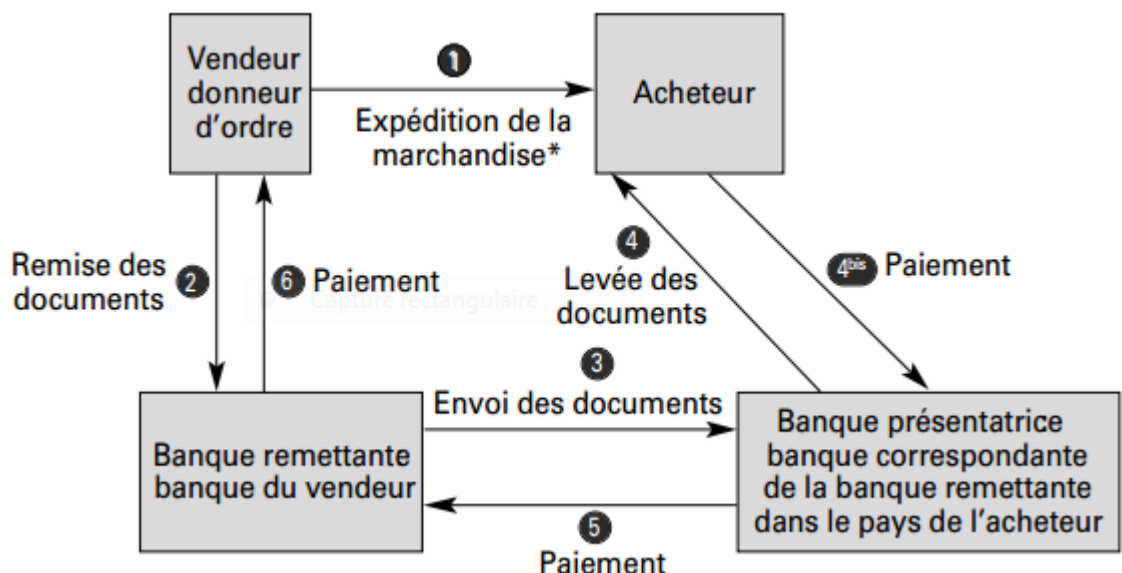 Vendeur
donneur
d'ordre
1
Expédition de la
marchandise*
Acheteur
Remise des
documents
2
6 Paiement
Capture rectangulaire
4
Levée des
documents
4bis Paiement
3
Envoi des documents
Banque remettante
banque du vendeur
Banque présentatrice
banque correspondante
de la banque remettante
dans le pays de l'acheteur
5
Paiement